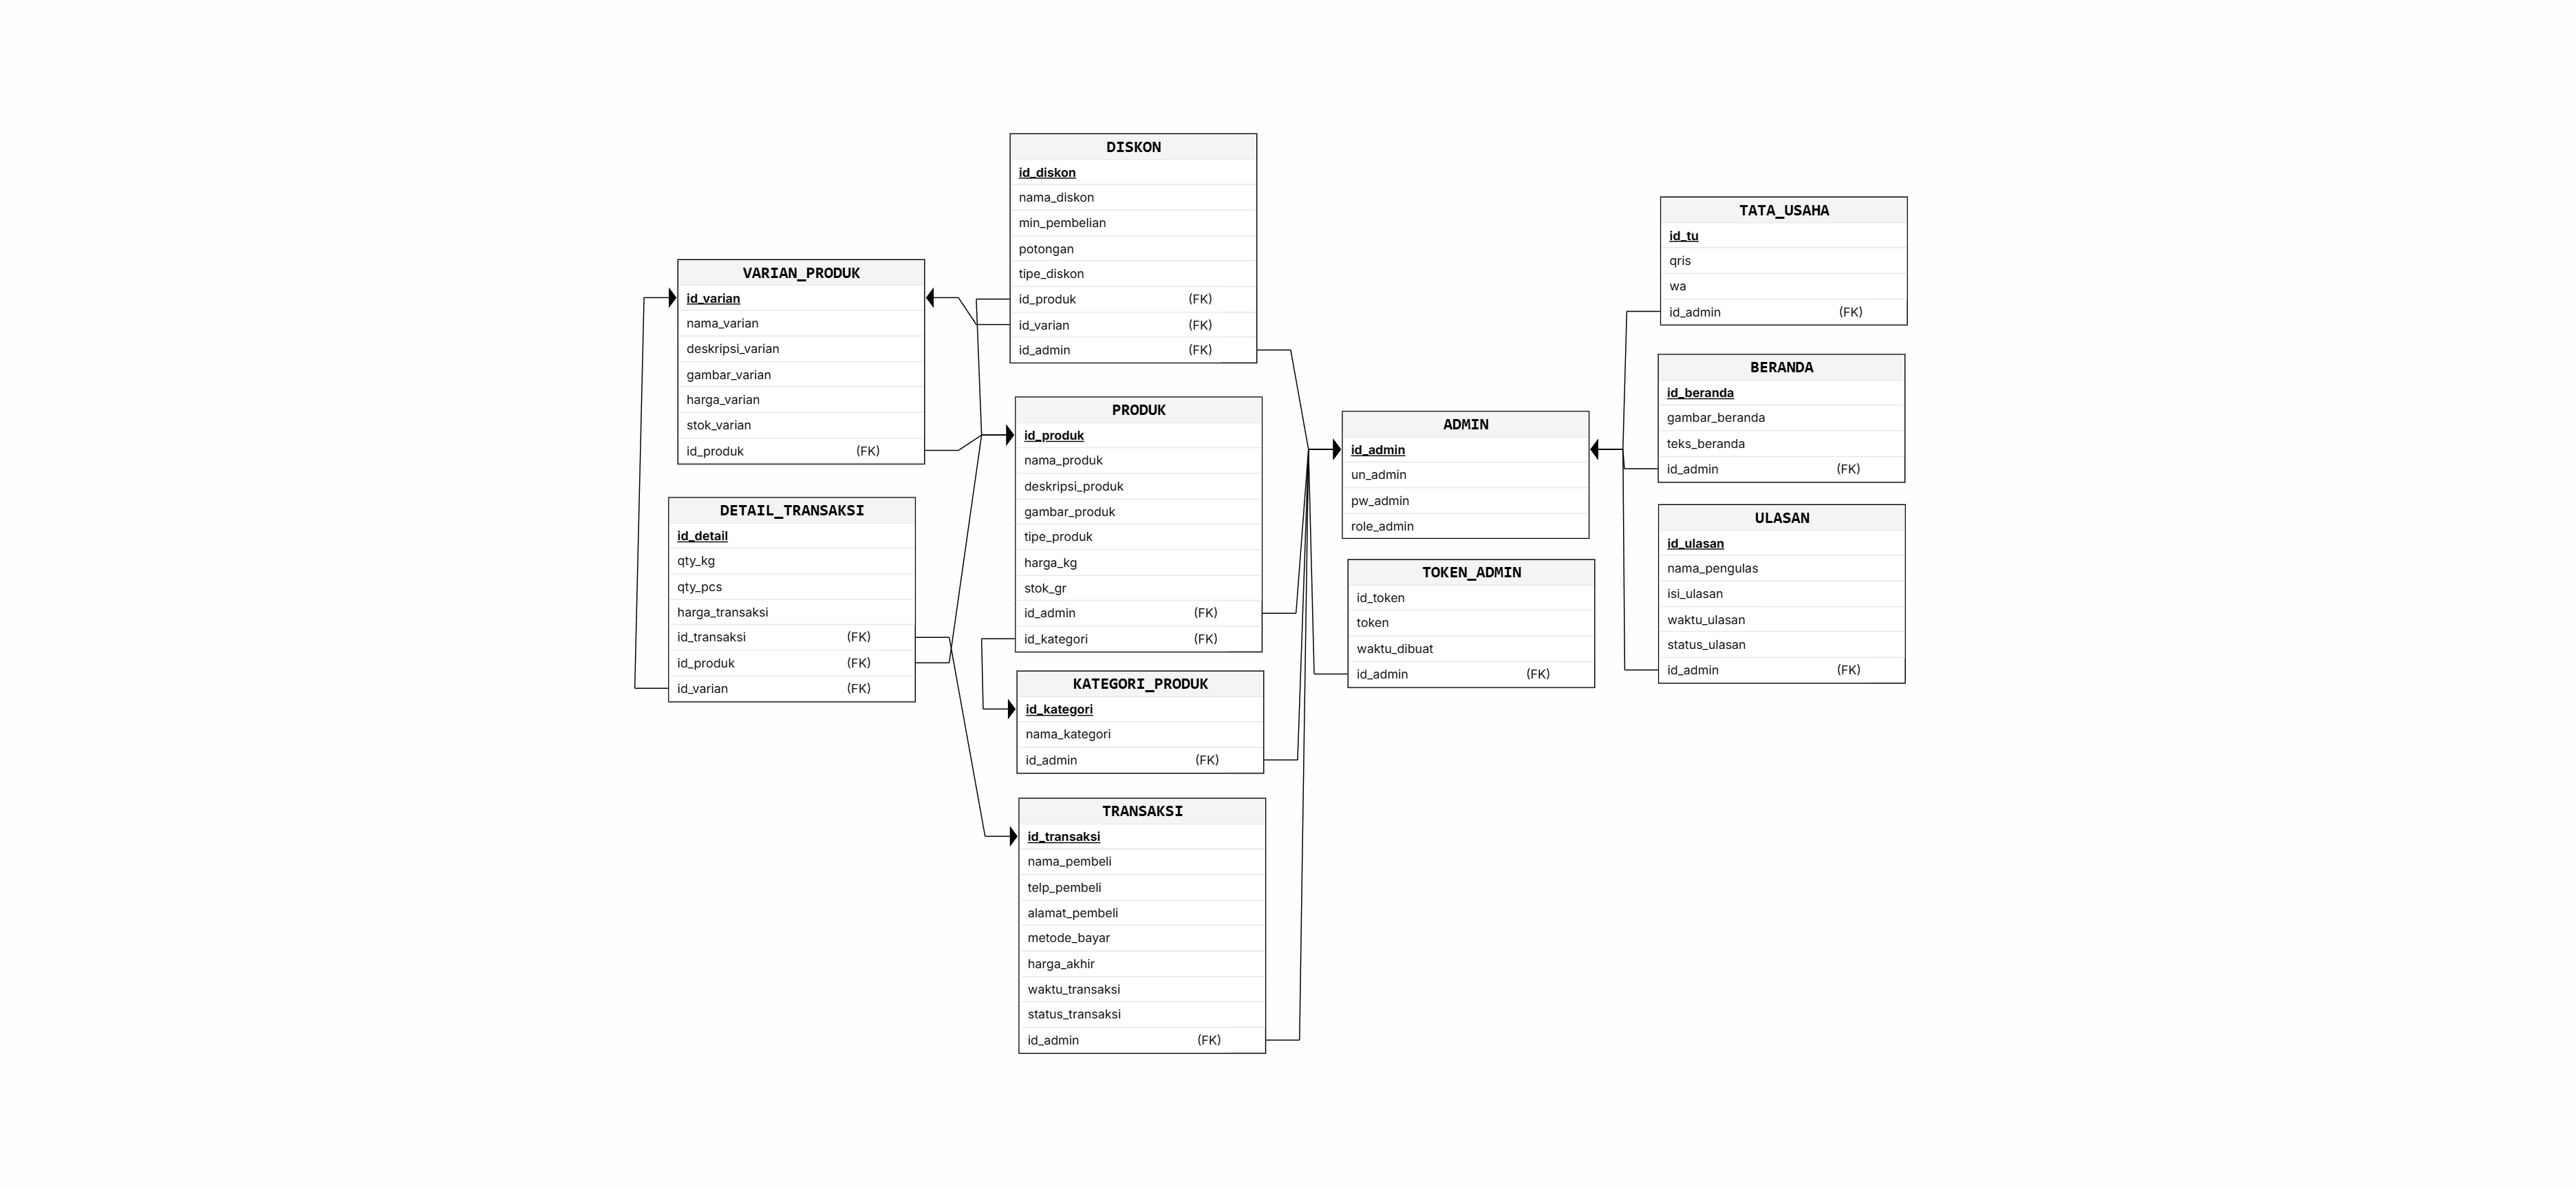 DISKON
id_diskon
nama_diskon
min_pembelian
potongan
tipe_diskon
id_produk (FK)
id_varian (FK)
id_admin (FK)
VARIAN_PRODUK
id_varian
nama_varian
deskripsi_varian
gambar_varian
harga_varian
stok_varian
id_produk (FK)
DETAIL_TRANSAKSI
id_detail
qty_kg
qty_pcs
harga_transaksi
id_transaksi (FK)
id_produk (FK)
id_varian (FK)
PRODUK
id_produk
nama_produk
deskripsi_produk
gambar_produk
tipe_produk
harga_kg
stok_gr
id_admin (FK)
id_kategori (FK)
KATEGORI_PRODUK
id_kategori
nama_kategori
id_admin (FK)
TRANSAKSI
id_transaksi
nama_pembeli
telp_pembeli
alamat_pembeli
metode_bayar
harga_akhir
waktu_transaksi
status_transaksi
id_admin (FK)
ADMIN
id_admin
un_admin
pw_admin
role_admin
TOKEN_ADMIN
id_token
token
waktu_dibuat
id_admin (FK)
TATA_USAHA
id_tu
qris
wa
id_admin (FK)
BERANDA
id_beranda
gambar_beranda
teks_beranda
id_admin (FK)
ULASAN
id_ulasan
nama_pengulas
isi_ulasan
waktu_ulasan
status_ulasan
id_admin (FK)